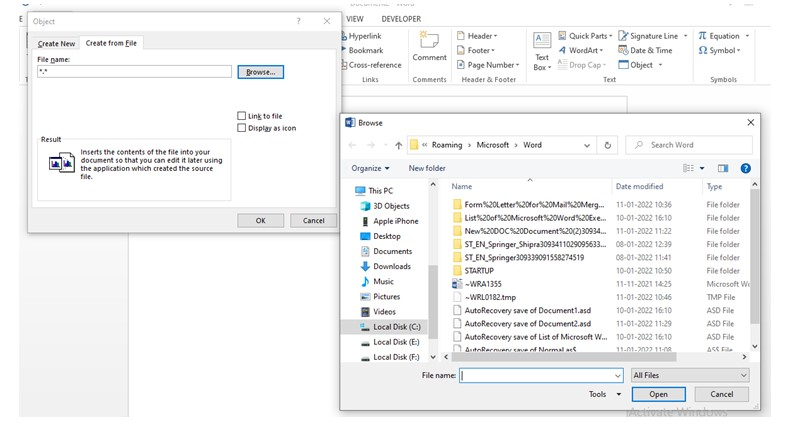 Object
?
VIEW DEVELOPER
Create New
Create from File
File name:
*.*
Browse...
Link to file
Display as icon
Result
Inserts the contents of the file into your
document so that you can edit it later using
the application which created the source
file.
OK
Cancel
Hyperlink
Bookmark
Cross-reference
Links
Comment
Comments
Header
Footer
Page Number
Header & Footer
A
Text
Box
Quick Parts
WordArt
Drop Cap
Signature Line
Date & Time
Object
Text
π Equation
Ω Symbol
Symbols
Browse
« Roaming > Microsoft > Word
Search Word
Organize
New folder
?
This PC
3D Objects
Apple iPhone
Desktop
Documents
Downloads
Music
Pictures
Videos
Local Disk (C:)
Local Disk (E:)
Local Disk (F:)
Name Date modified Type
Form%20Letter%20for%20Mail%20Merg... 11-01-2022 10:36 File folder
List%20of%20Microsoft%20Word%20Exe... 10-01-2022 16:10 File folder
New%20DOC%20Document%20(2)30934... 11-01-2022 11:22 File folder
ST_EN_Springer_Shipra3093411029095633... 08-01-2022 12:39 File folder
ST_EN_Springer309339091558274519 08-01-2022 11:41 File folder
STARTUP 10-01-2022 10:50 File folder
~WRA1355 11-11-2021 14:25 Microsoft Wo
~WRL0182.tmp 11-01-2022 10:46 TMP File
AutoRecovery save of Document1.asd 10-01-2022 16:10 ASD File
AutoRecovery save of Document2.asd 10-01-2022 11:29 ASD File
AutoRecovery save of List of Microsoft W... 10-01-2022 16:10 ASD File
AutoRecovery save of Normal.as$ 11-01-2022 11:08 AS$ File
File name:
All Files
Tools
Open
Cancel
Activate Windows